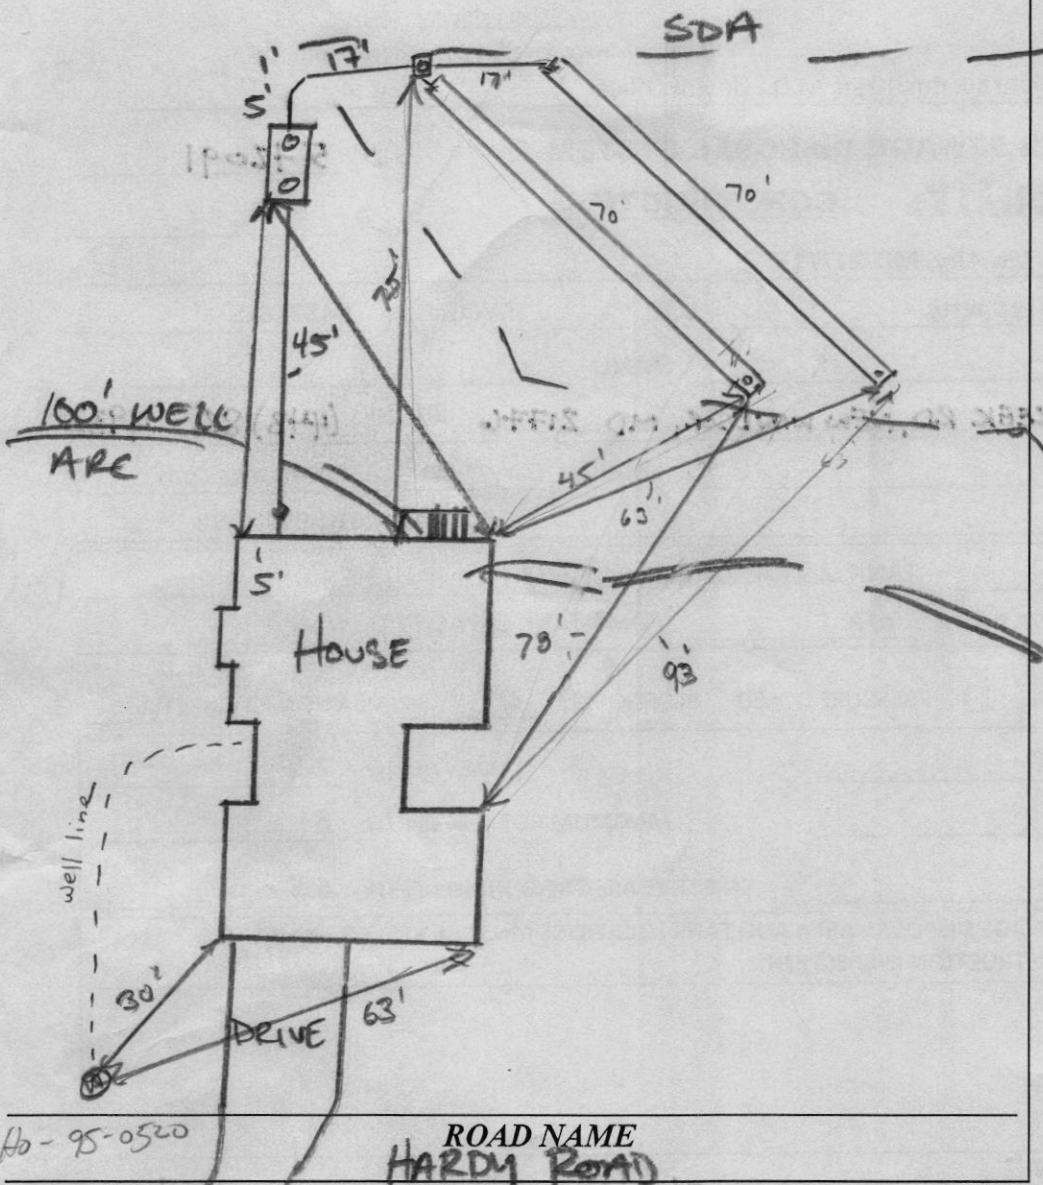 SDA
1'
17'
17'
5'
70'
70'
75'
45'
100' WELL
ARC
45'
63'
5'
HOUSE
78'
93'
well line
30'
63'
DRIVE
W
Ho-95-0520
ROAD NAME
HARDY ROAD